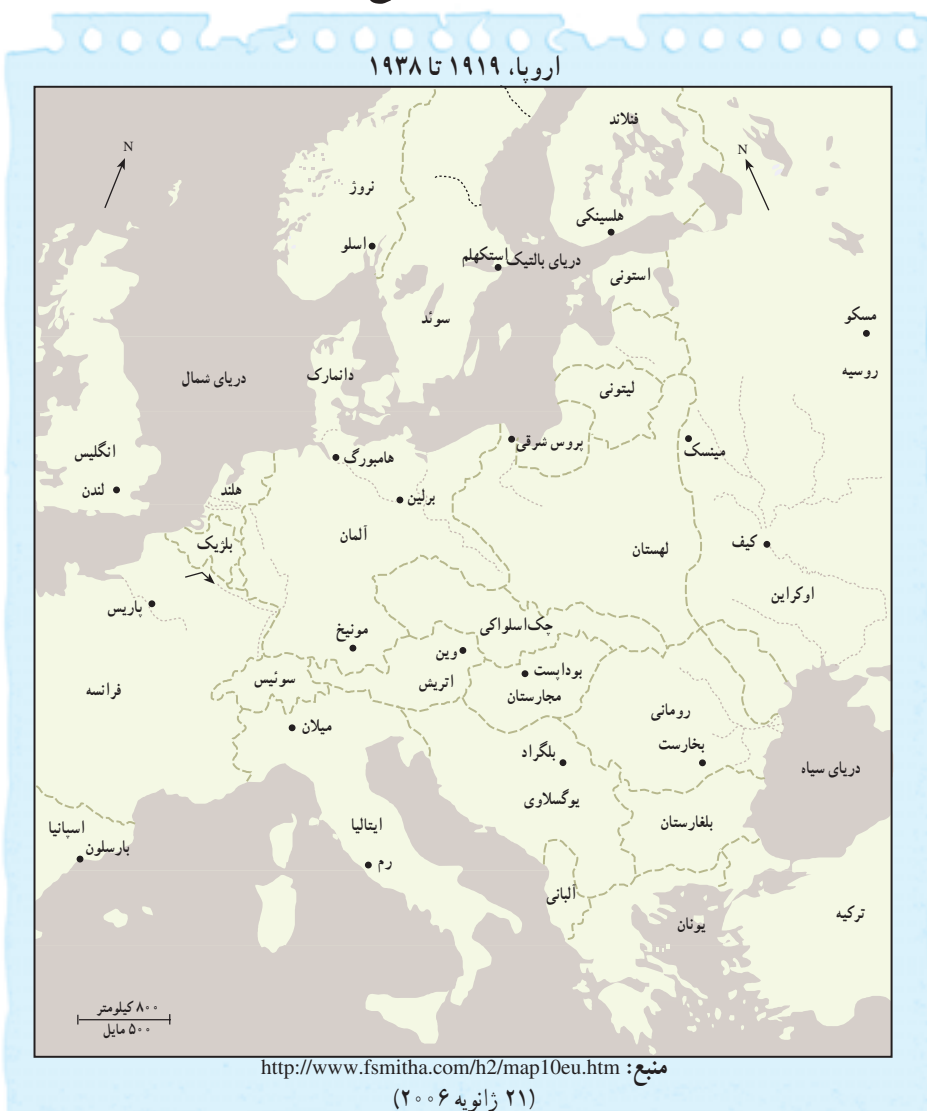 اروپا، ۱۹۱۹ تا ۱۹۳۸
N
N
فنلاند
نروژ
هلسینکی
اسلو
استکهلم
دریای بالتیک
استونی
سوئد
مسکو
روسیه
دریای شمال
دانمارک
لیتونی
انگلیس
هامبورگ
پروس شرقی
مینسک
لندن
هلند
برلین
آلمان
بلژیک
لهستان
کیف
اوکراین
پاریس
چک‌اسلواکی
مونیخ
وین
فرانسه
سوئیس
اتریش
بوداپست
مجارستان
رومانی
میلان
بلگراد
بخارست
دریای سیاه
یوگسلاوی
اسپانیا
بارسلون
ایتالیا
بلغارستان
رم
آلبانی
یونان
ترکیه
۸۰۰ کیلومتر
۵۰۰ مایل
منبع: http://www.fsmitha.com/h2/map10eu.htm
(۲۱ ژانویه ۲۰۰۶)